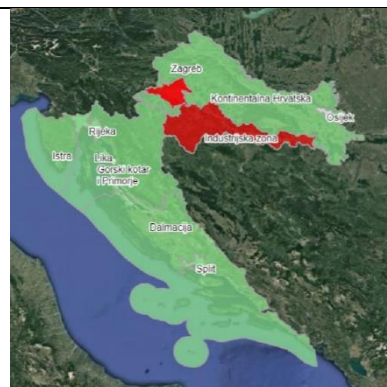 Zagreb
Kontinentalna Hrvatska
Osijek
Industrijska zona
Rijeka
Istra
Lika,
Gorski kotar
i Primorje
Dalmacija
Split